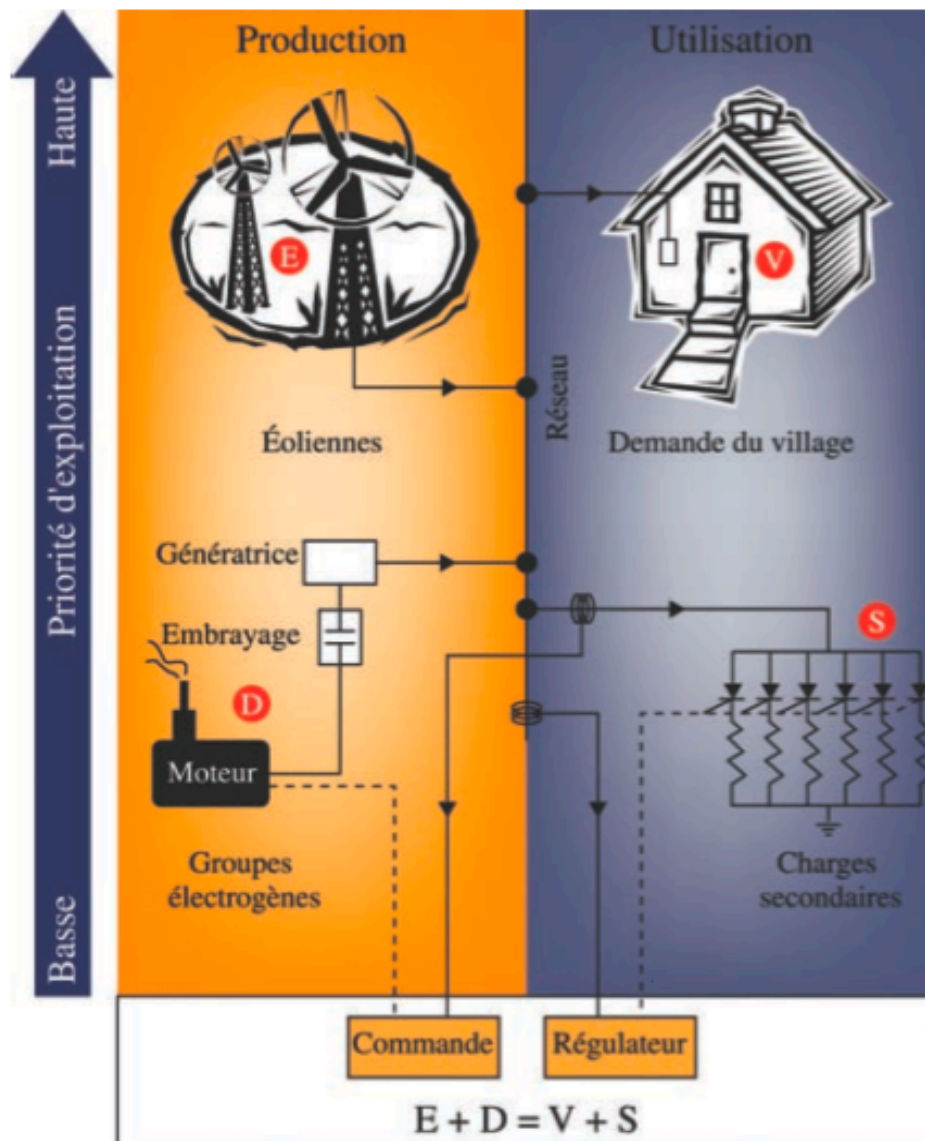 Production
Utilisation
Haute
Priorité d'exploitation
Basse
E
V
Réseau
Éoliennes
Demande du village
Génératrice
Embrayage
S
D
Moteur
Groupes
électrogènes
Charges
secondaires
Commande
Régulateur
E + D = V + S